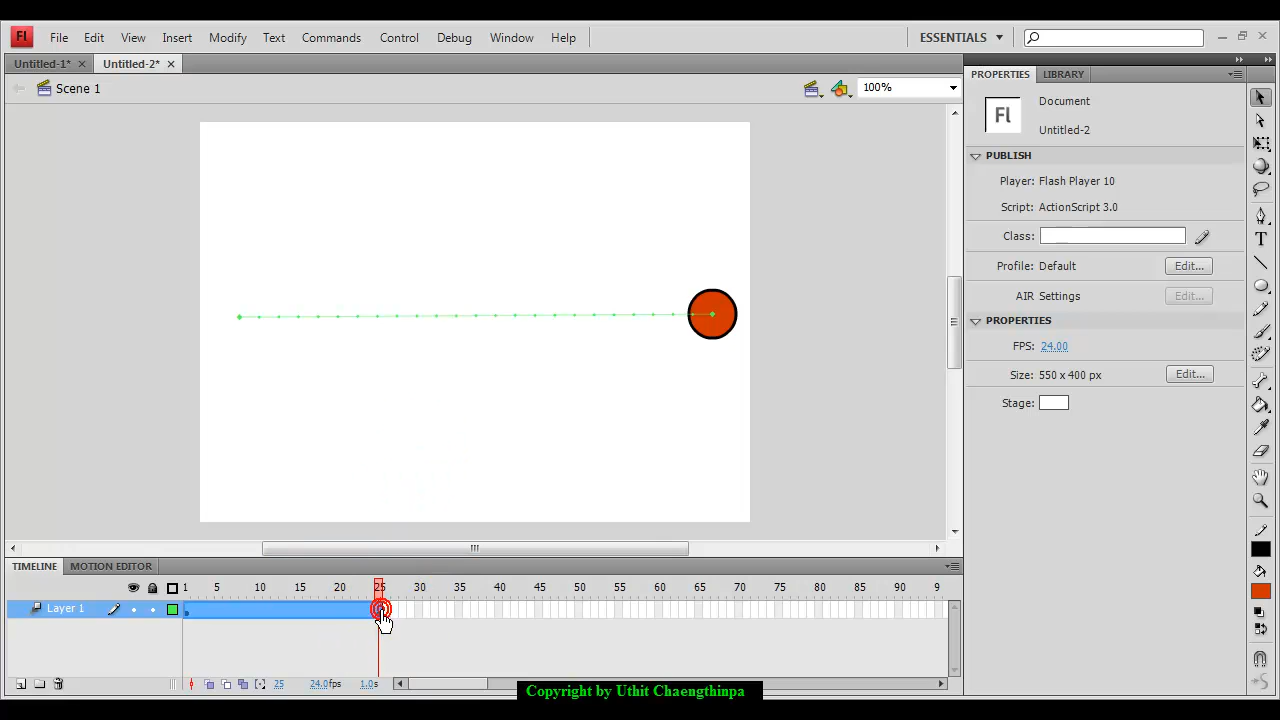 Fl File Edit View Insert Text Commands Control Debug Window Help ESSENTIALS
Untitled-1* Untitled-2*
Scene 1 100%
PROPERTIES LIBRARY
Fl Document
Untitled-2
PUBLISH
Player: Flash Player 10
Script: ActionScript 3.0
Class:
Profile: Default Edit...
AIR Settings Edit...
PROPERTIES
FPS: 24.00
Size: 550 x 400 px Edit...
Stage:
TIMELINE MOTION EDITOR
1 5 10 15 20 25 30 35 40 45 50 55 60 65 70 75 80 85 90 9
Layer 1
25 24.0fps 1.0s
Copyright by Uthit Chaengthinpa